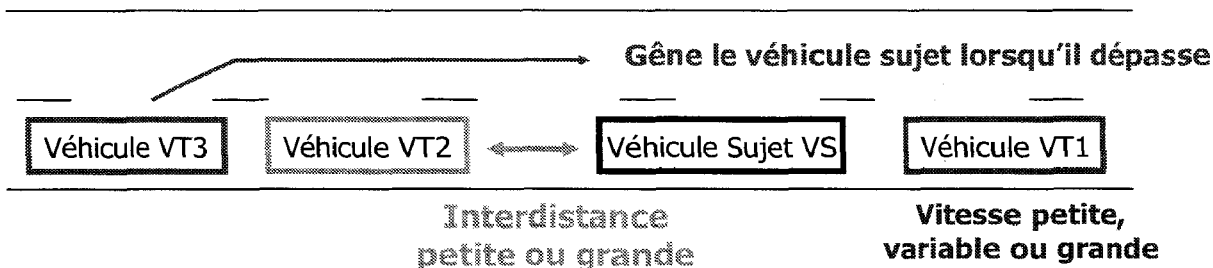 Gêne le véhicule sujet lorsqu'il dépasse
Véhicule VT3
Véhicule VT2
Véhicule Sujet VS
Véhicule VT1
Interdistance
petite ou grande
Vitesse petite,
variable ou grande